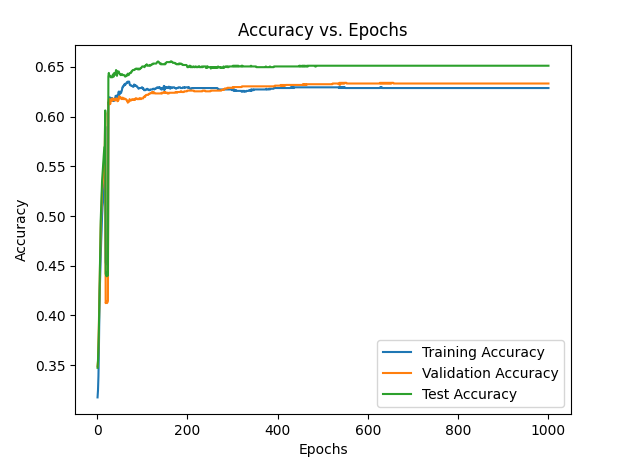 Accuracy vs. Epochs
Accuracy
0.65
0.60
0.55
0.50
0.45
0.40
0.35
0 200 400 600 800 1000
Epochs
Training Accuracy
Validation Accuracy
Test Accuracy